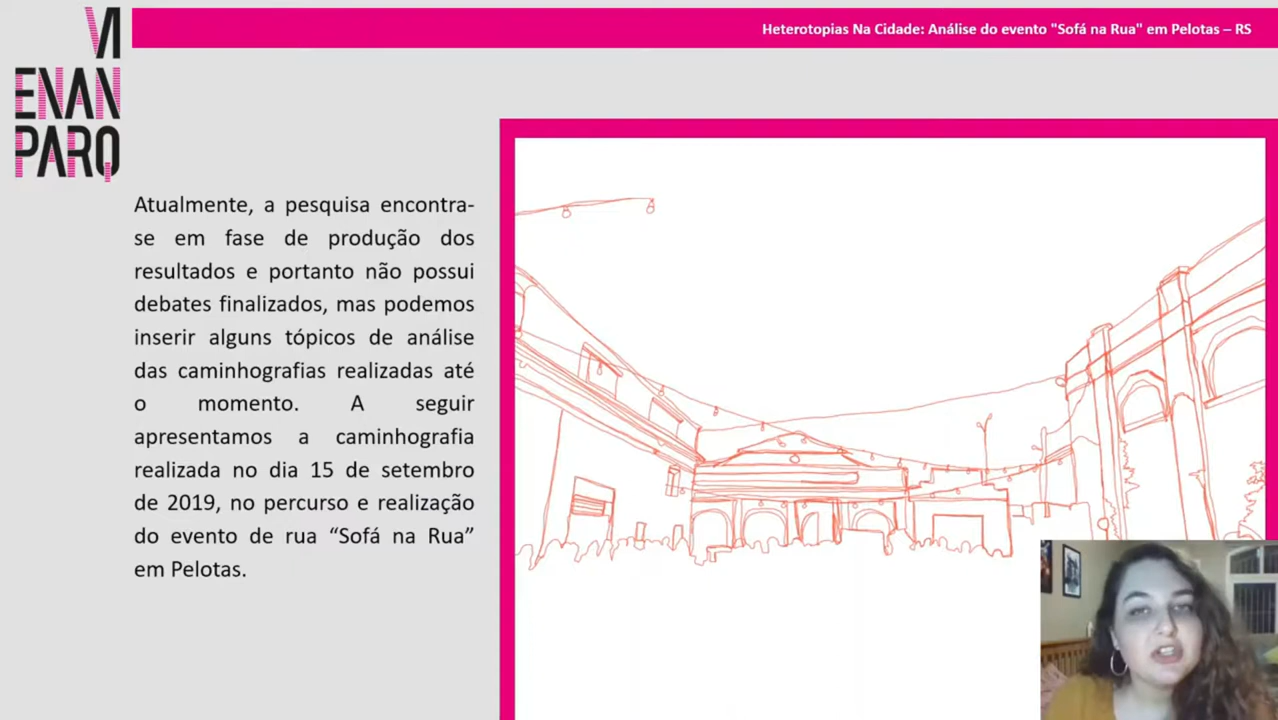 VI
ENAN
PARQ
Heterotopias Na Cidade: Análise do evento "Sofá na Rua" em Pelotas – RS
Atualmente, a pesquisa encontra-
se em fase de produção dos
resultados e portanto não possui
debates finalizados, mas podemos
inserir alguns tópicos de análise
das caminhografias realizadas até
o momento. A seguir
apresentamos a caminhografia
realizada no dia 15 de setembro
de 2019, no percurso e realização
do evento de rua “Sofá na Rua”
em Pelotas.